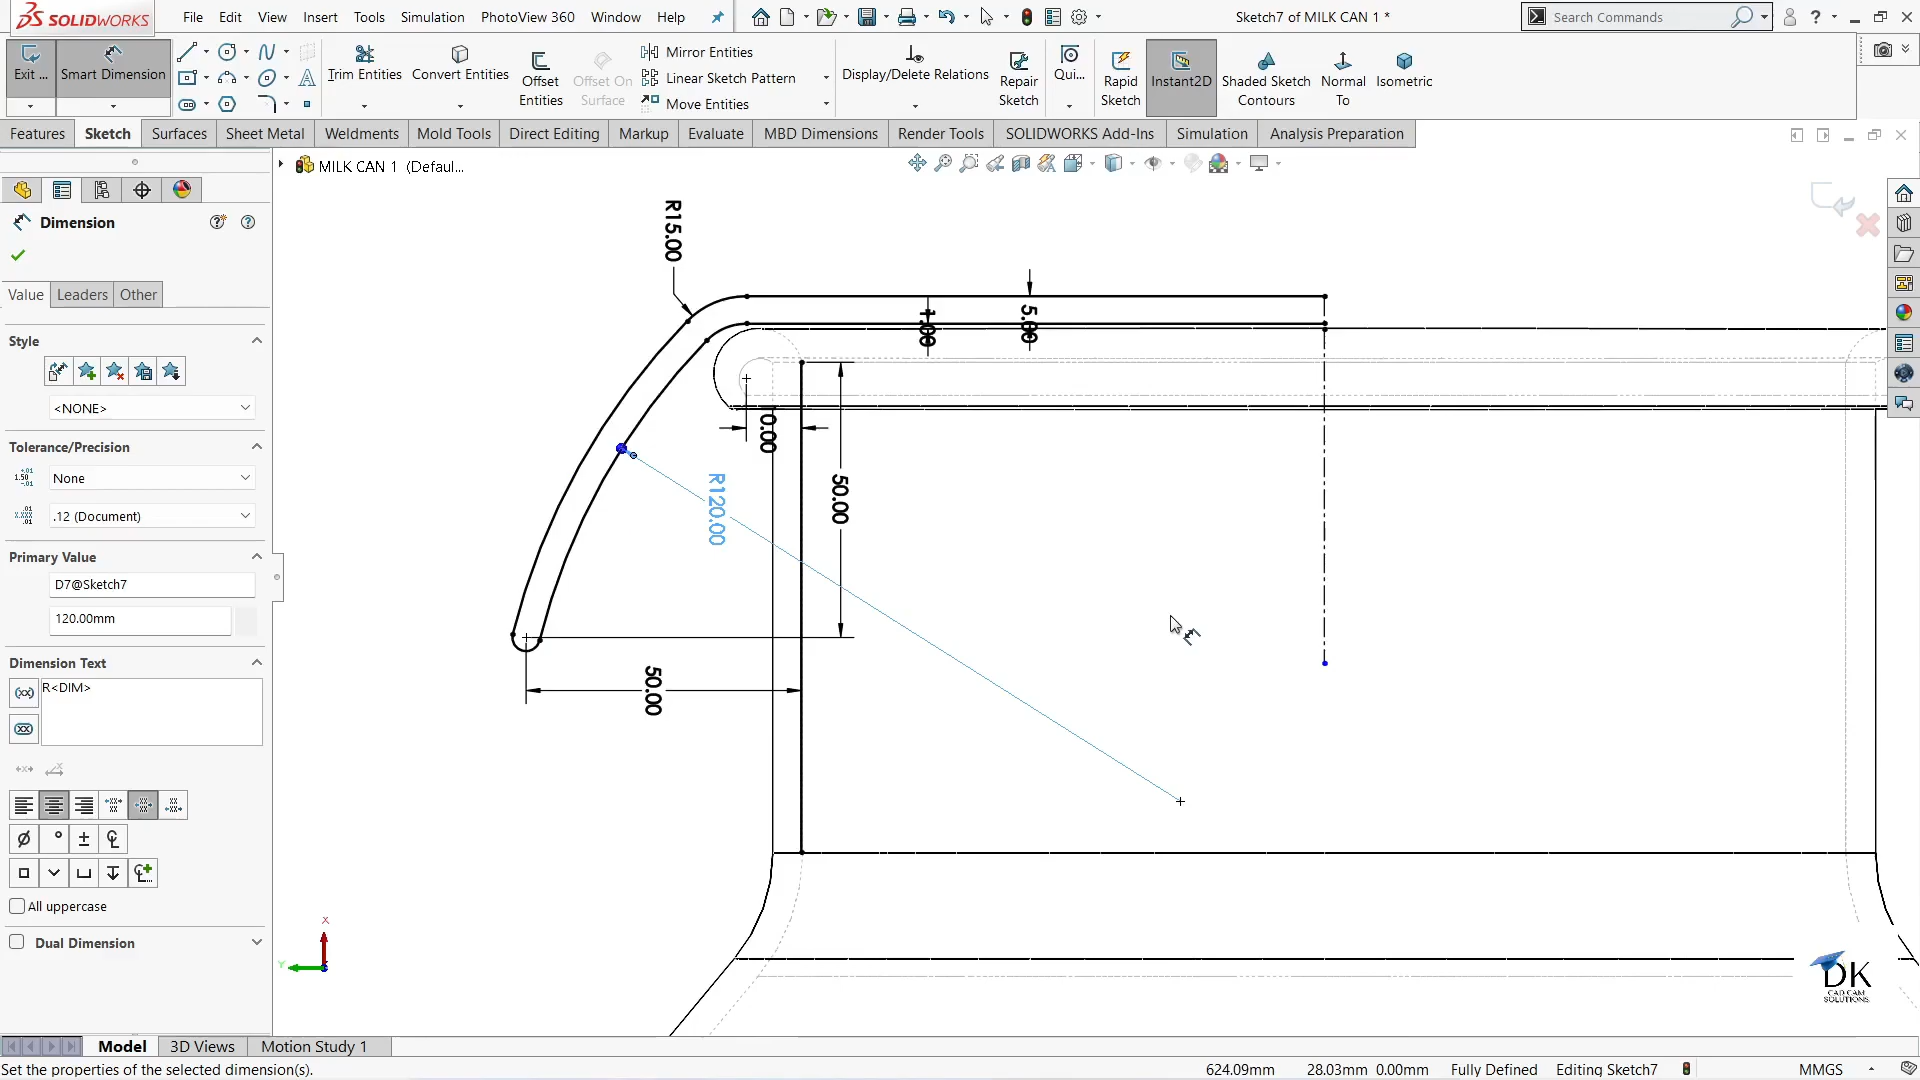 SOLIDWORKS
File Edit View Insert Tools Simulation PhotoView 360 Window Help
Sketch7 of MILK CAN 1 *
Search Commands
Exit ...
Smart Dimension
Trim Entities
Convert Entities
Offset Entities
Offset On Surface
Mirror Entities
Linear Sketch Pattern
Move Entities
Display/Delete Relations
Repair Sketch
Qui...
Rapid Sketch
Instant2D
Shaded Sketch Contours
Normal To
Isometric
Features Sketch Surfaces Sheet Metal Weldments Mold Tools Direct Editing Markup Evaluate MBD Dimensions Render Tools SOLIDWORKS Add-Ins Simulation Analysis Preparation
MILK CAN 1 (Defaul...
Dimension
Value Leaders Other
Style
<NONE>
Tolerance/Precision
None
.12 (Document)
Primary Value
D7@Sketch7
120.00mm
Dimension Text
R<DIM>
All uppercase
Dual Dimension
R15.00
1.00
5.00
50.00
R120.00
50.00
X
Y
DK
CAD CAM
SOLUTIONS
Model 3D Views Motion Study 1
Set the properties of the selected dimension(s).
624.09mm 28.03mm 0.00mm Fully Defined Editing Sketch7 MMGS